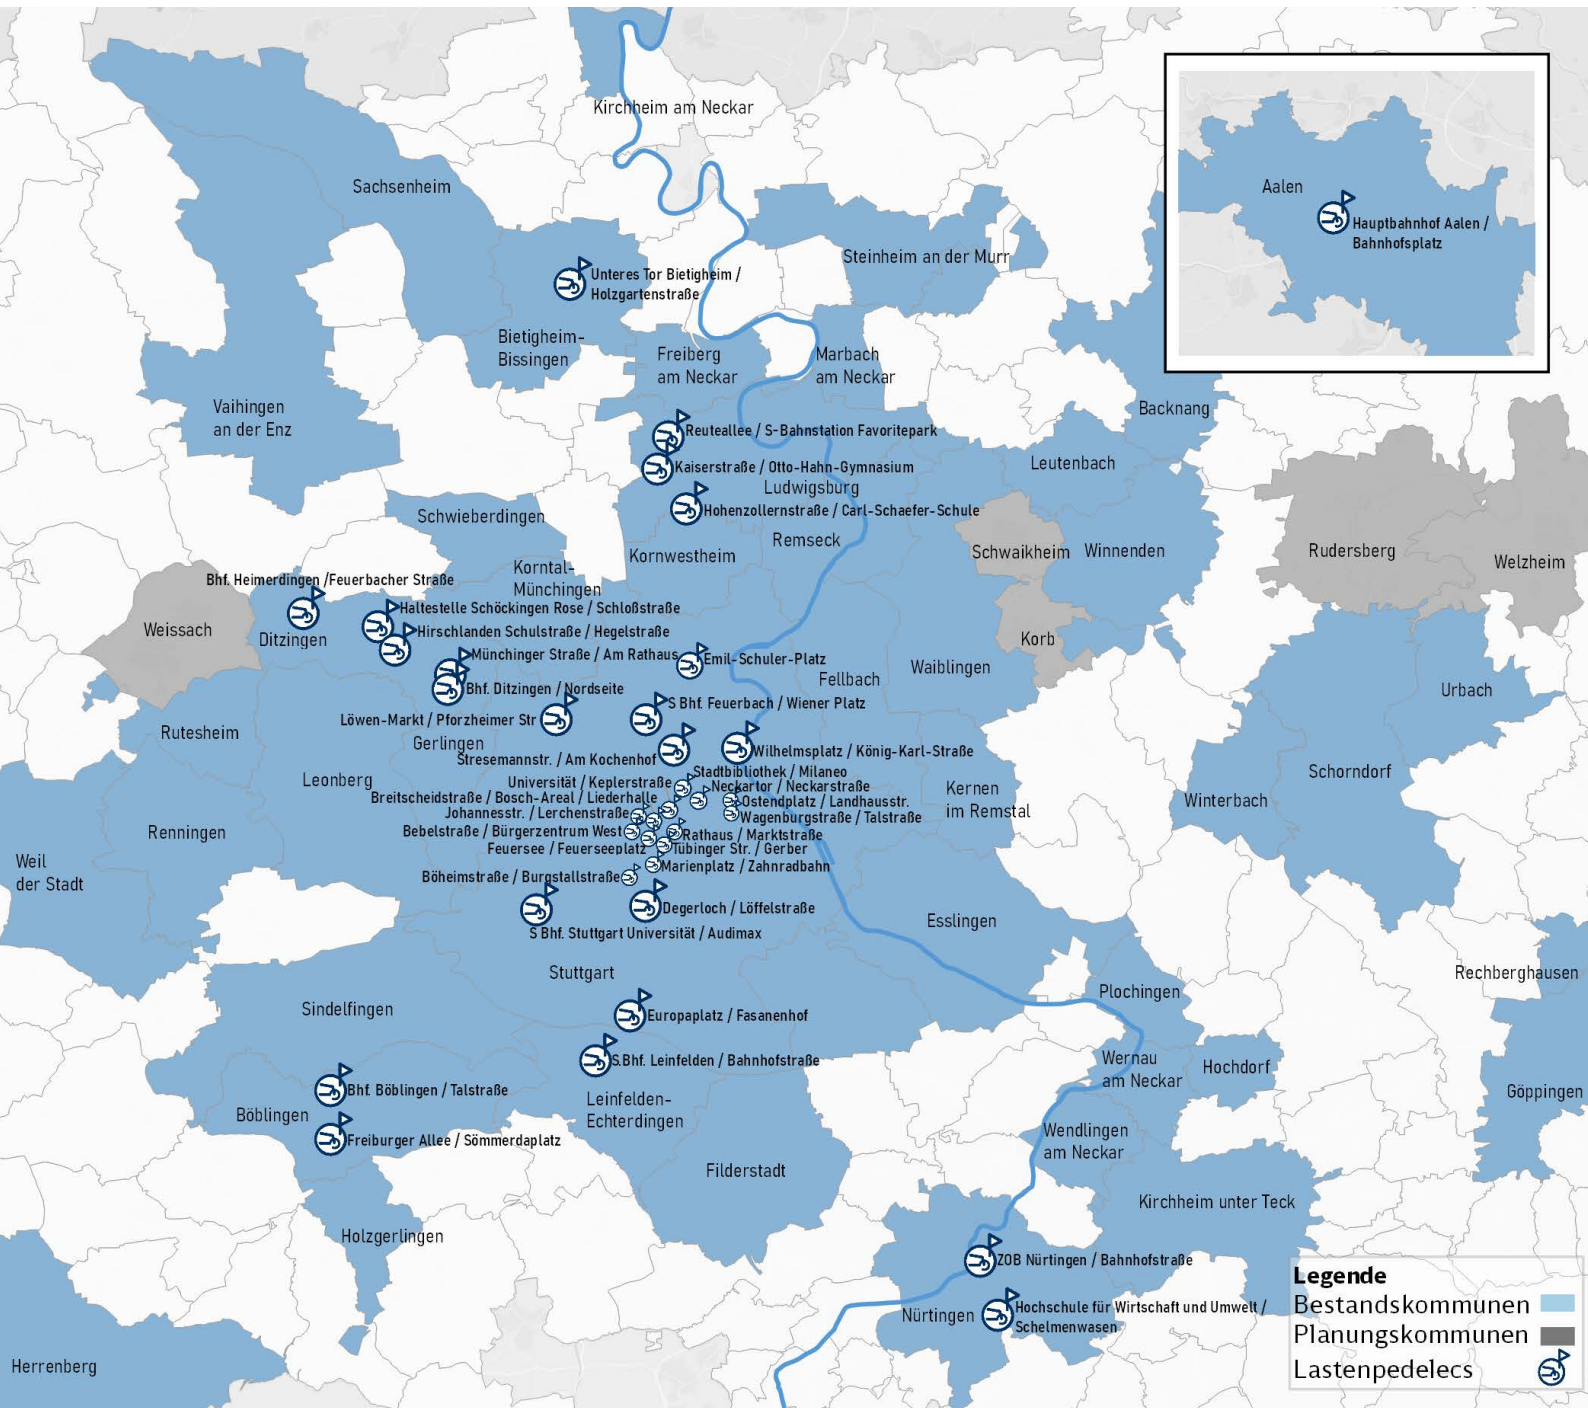 Kirchheim am Neckar
Sachsenheim
Aalen
Hauptbahnhof Aalen /
Bahnhofsplatz
Steinheim an der Murr
Unteres Tor Bietigheim /
Holzgartenstraße
Bietigheim-
Bissingen
Freiberg
am Neckar
Marbach
am Neckar
Vaihingen
an der Enz
Backnang
Reuteallee / S-Bahnstation Favoritepark
Kaiserstraße / Otto-Hahn-Gymnasium
Leutenbach
Ludwigsburg
Hohenzollernstraße / Carl-Schaefer-Schule
Schwieberdingen
Remseck
Kornwestheim
Schwaikheim
Winnenden
Rudersberg
Welzheim
Korntal-
Münchingen
Bhf. Heimerdingen /Feuerbacher Straße
Haltestelle Schöckingen Rose / Schloßstraße
Weissach
Ditzingen
Hirschlanden Schulstraße / Hegelstraße
Korb
Münchinger Straße / Am Rathaus
Emil-Schuler-Platz
Waiblingen
Fellbach
Bhf. Ditzingen / Nordseite
Urbach
S Bhf. Feuerbach / Wiener Platz
Löwen-Markt / Pforzheimer Str
Rutesheim
Gerlingen
Wilhelmsplatz / König-Karl-Straße
Stresemannstr. / Am Kochenhof
Stadtbibliothek / Milaneo
Schorndorf
Leonberg
Universität / Keplerstraße
Neckartor / Neckarstraße
Kernen
im Remstal
Breitscheidstraße / Bosch-Areal / Liederhalle
Ostendplatz / Landhausstr.
Winterbach
Johannesstr. / Lerchenstraße
Wagenburgstraße / Talstraße
Renningen
Bebelstraße / Bürgerzentrum West
Rathaus / Marktstraße
Feuersee / Feuerseeplatz
Tübinger Str. / Gerber
Weil
der Stadt
Marienplatz / Zahnradbahn
Böheimstraße / Burgstallstraße
Degerloch / Löffelstraße
Esslingen
S Bhf. Stuttgart Universität / Audimax
Stuttgart
Rechberghausen
Plochingen
Sindelfingen
Europaplatz / Fasanenhof
S.Bhf. Leinfelden / Bahnhofstraße
Wernau
am Neckar
Hochdorf
Bhf. Böblingen / Talstraße
Göppingen
Leinfelden-
Echterdingen
Böblingen
Freiburger Allee / Sömmerdaplatz
Wendlingen
am Neckar
Filderstadt
Kirchheim unter Teck
Holzgerlingen
ZOB Nürtingen / Bahnhofstraße
Nürtingen
Hochschule für Wirtschaft und Umwelt /
Schelmenwasen
Herrenberg
Legende
Bestandskommunen
Planungskommunen
Lastenpedelecs